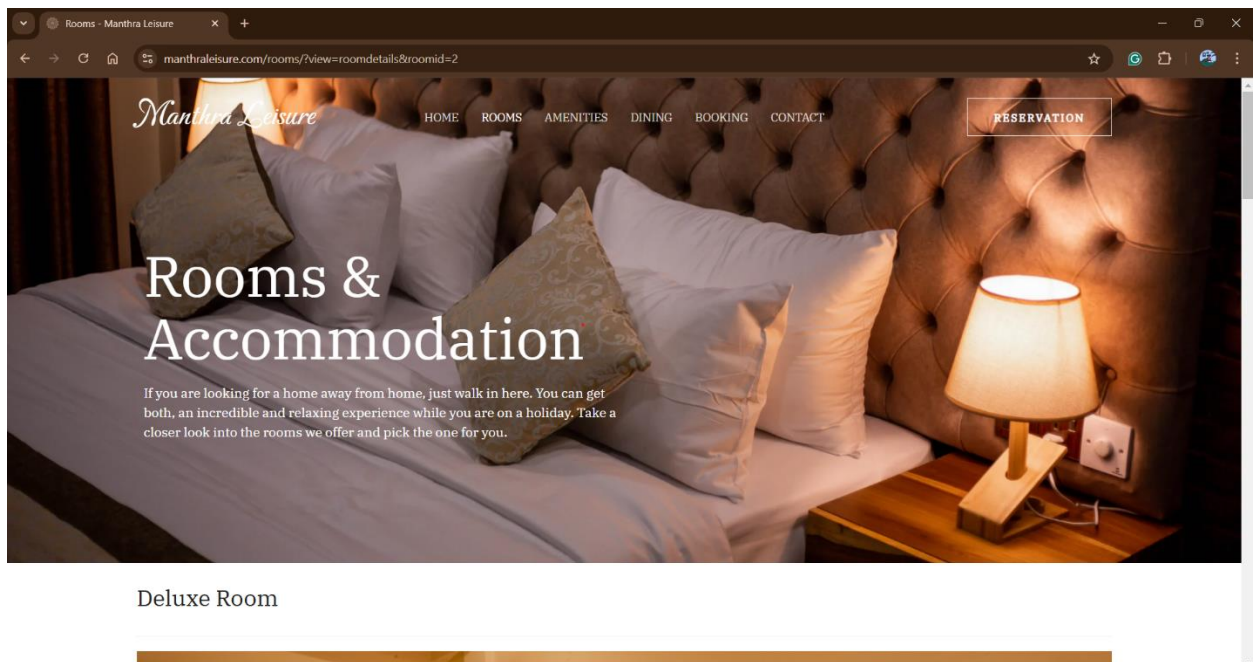 Rooms - Manthra Leisure
manthraleisure.com/rooms/?view=roomdetails&roomid=2
Manthra Leisure
HOME ROOMS AMENITIES DINING BOOKING CONTACT
RESERVATION
Rooms &
Accommodation
If you are looking for a home away from home, just walk in here. You can get
both, an incredible and relaxing experience while you are on a holiday. Take a
closer look into the rooms we offer and pick the one for you.
Deluxe Room